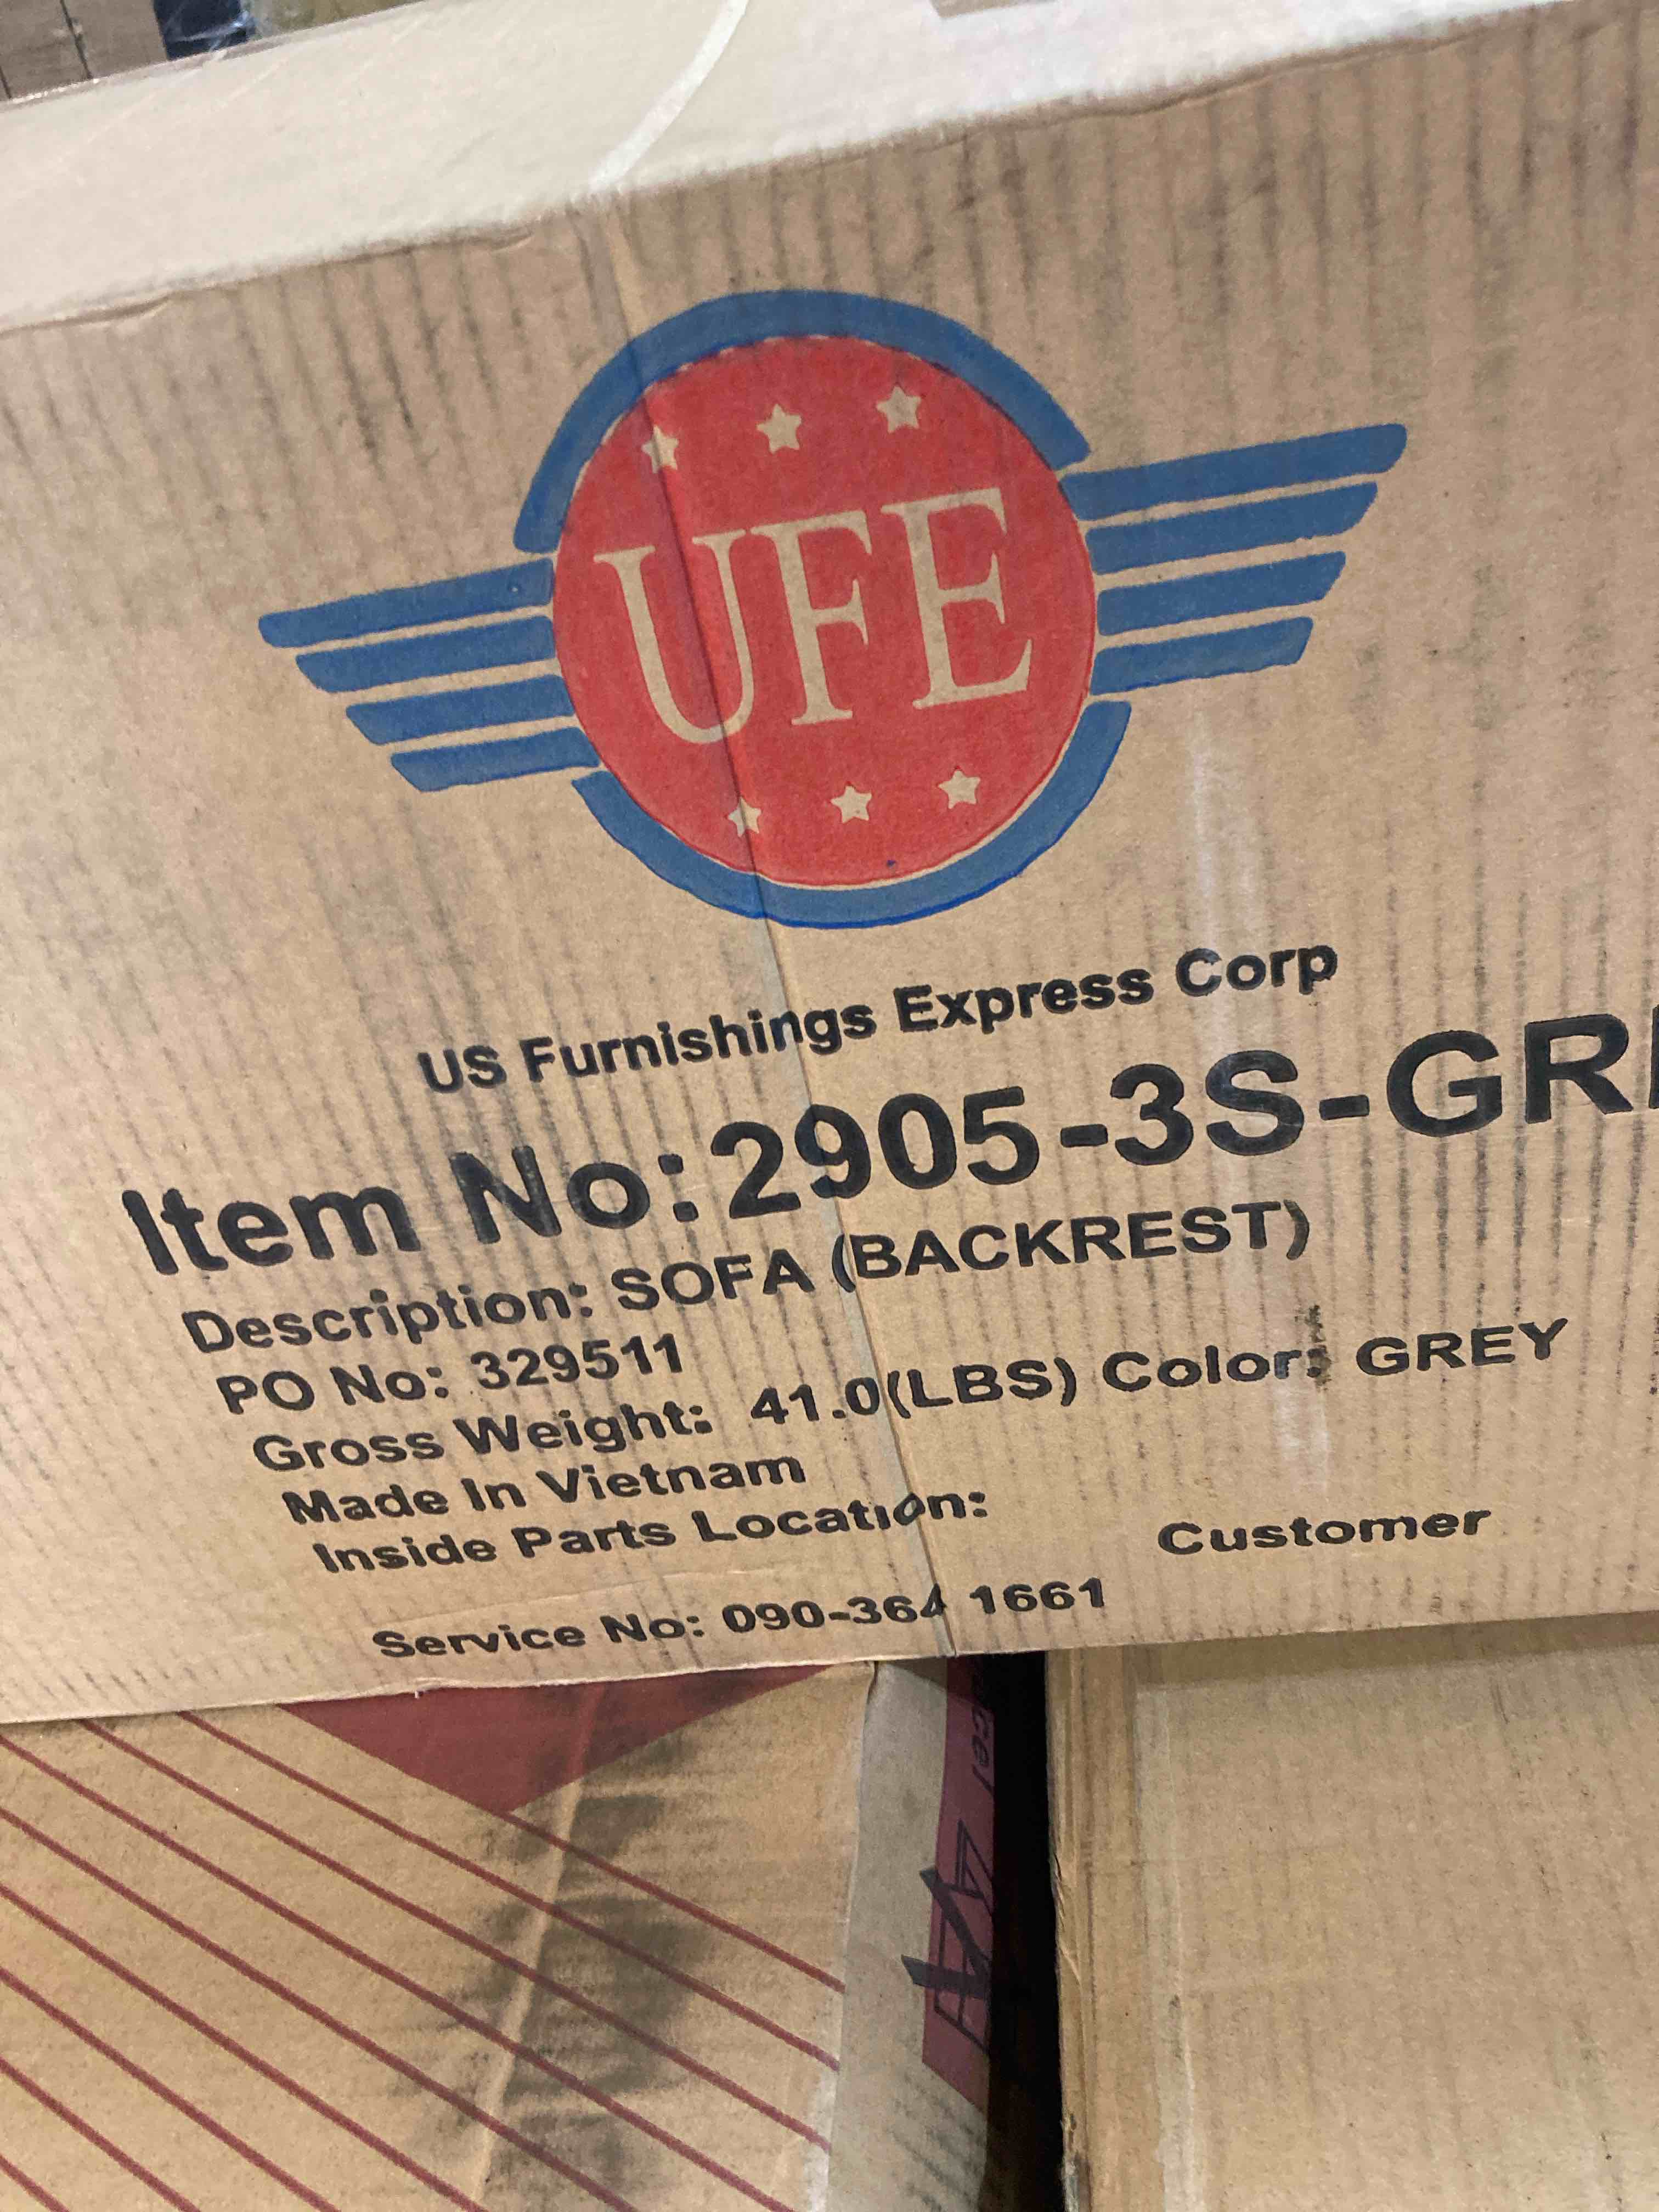 UFE
US Furnishings Express Corp
Item No:2905-3S-GR
Description: SOFA (BACKREST)
PO No: 329511
Gross Weight: 41.0(LBS) Color: GREY
Made In Vietnam
Inside Parts Location:
Customer
Service No: 090-364 1661